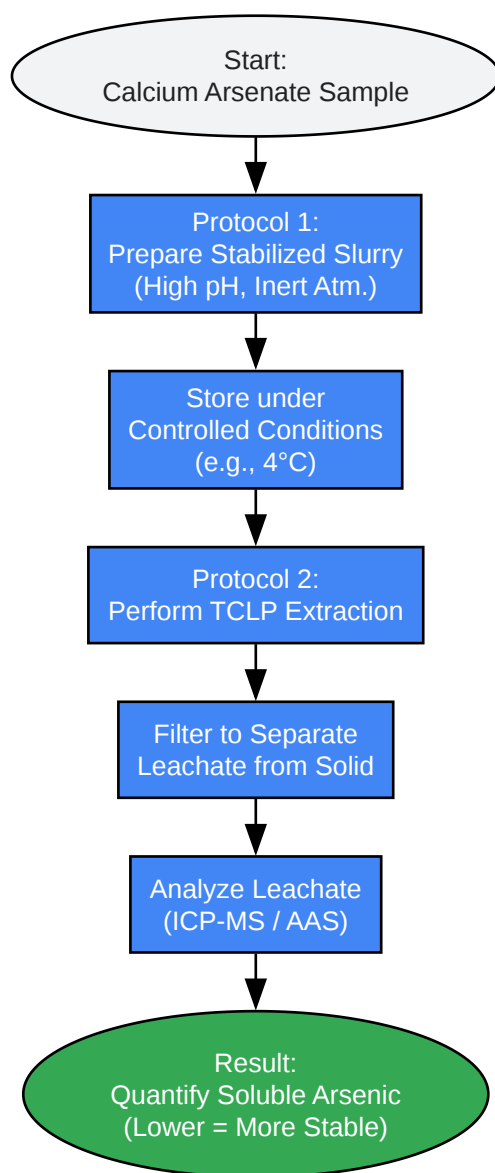 Start:
Calcium Arsenate Sample
Protocol 1:
Prepare Stabilized Slurry
(High pH, Inert Atm.)
Store under
Controlled Conditions
(e.g., 4°C)
Protocol 2:
Perform TCLP Extraction
Filter to Separate
Leachate from Solid
Analyze Leachate
(ICP-MS / AAS)
Result:
Quantify Soluble Arsenic
(Lower = More Stable)